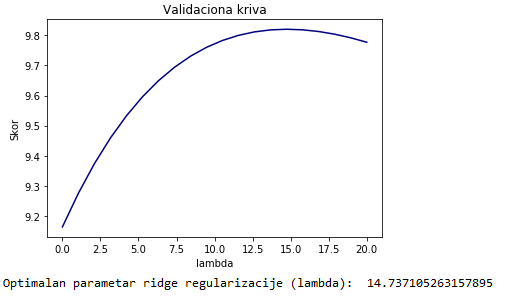 Validaciona kriva
9.8
9.7
9.6
9.5
9.4
9.3
9.2
Skor
0.0 2.5 5.0 7.5 10.0 12.5 15.0 17.5 20.0
lambda
Optimalan parametar ridge regularizacije (lambda):  14.737105263157895